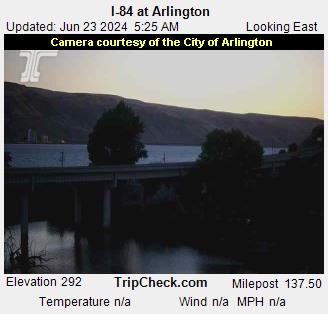 I-84 at Arlington
Updated: Jun 23 2024 5:25 AM Looking East
Camera courtesy of the City of Arlington
Elevation 292 TripCheck.com Milepost 137.50
Temperature n/a Wind n/a MPH n/a